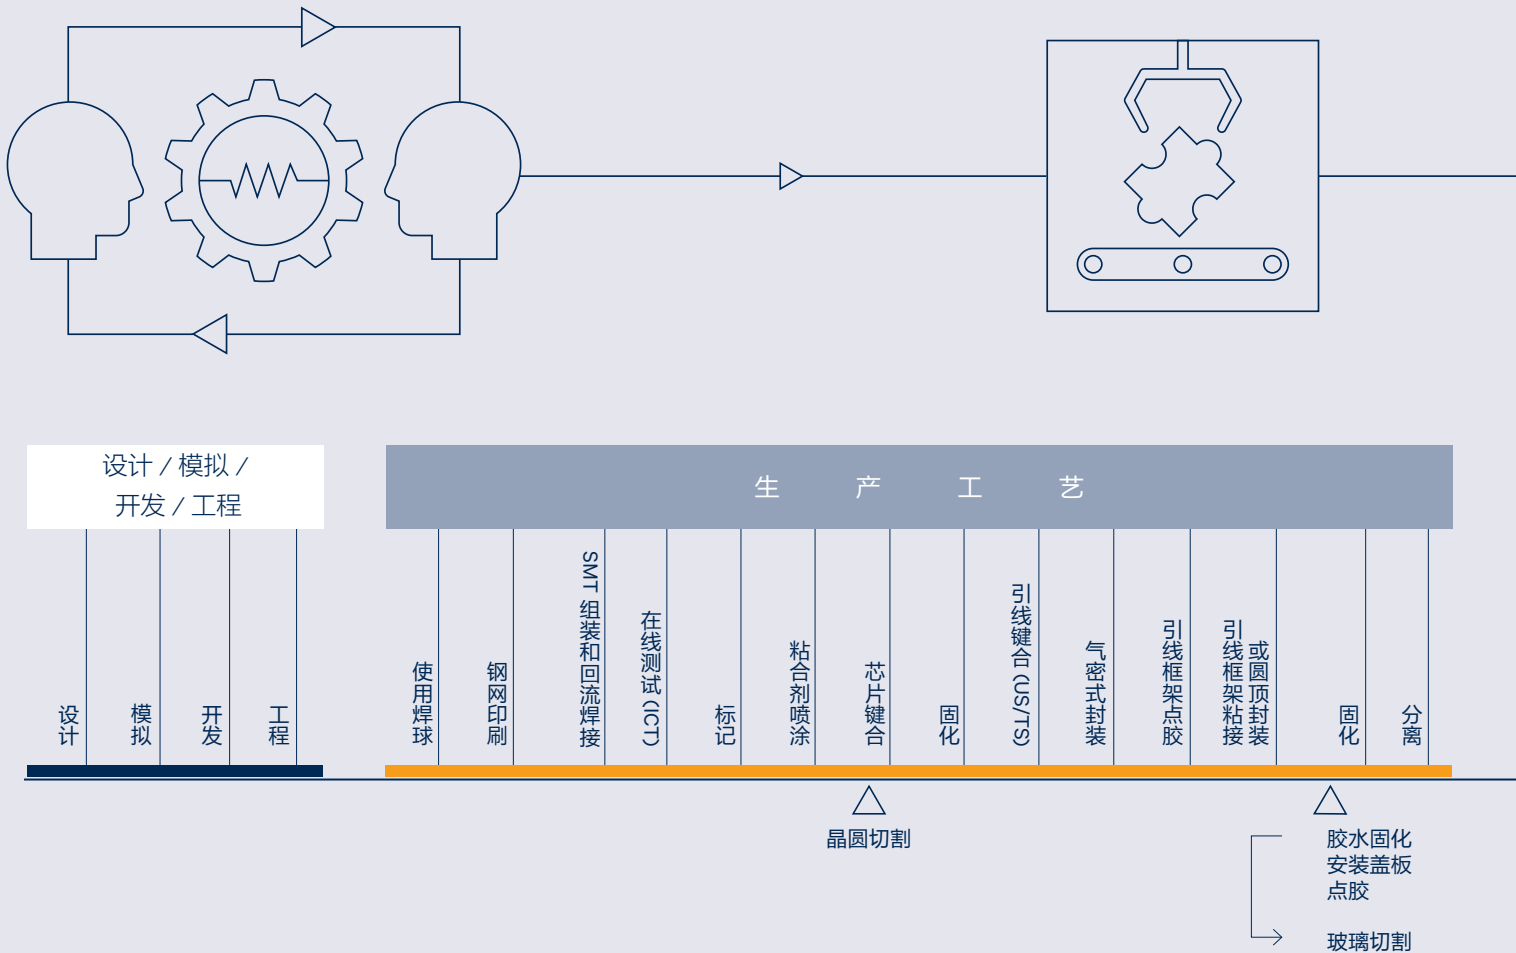 设计 / 模拟 /
开发 / 工程
生产工艺
设计
模拟
开发
工程
使用焊球
钢网印刷
SMT 组装和回流焊接
在线测试 (ICT)
标记
粘合剂喷涂
芯片键合
固化
引线键合 (US/TS)
气密式封装
引线框架点胶
引线框架粘接
或圆顶封装
固化
分离
晶圆切割
胶水固化
安装盖板
点胶
玻璃切割